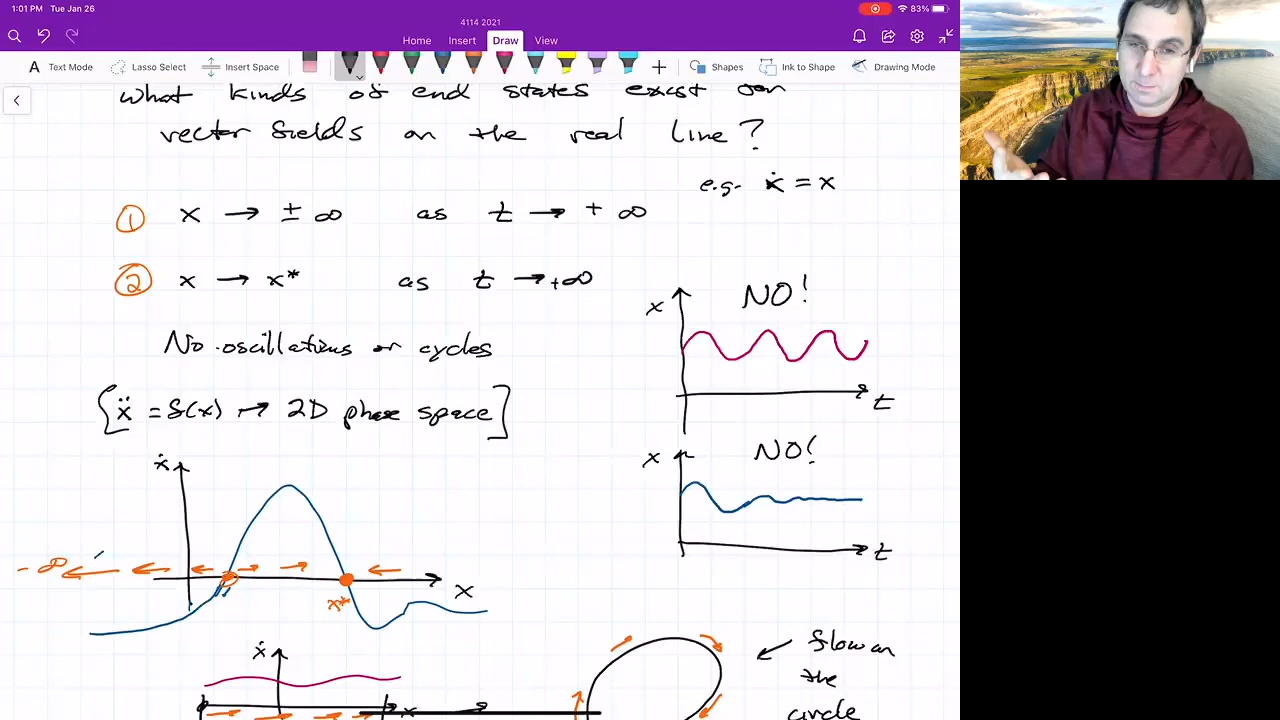 1:01 PM Tue Jan 26
83%
4114 2021
Home Insert Draw View
Text Mode Lasso Select Insert Space Shapes Ink to Shape Drawing Mode
what kinds of end states exist for
vector fields on the real line?
e.g. ẋ = x
① x → ± ∞ as t → + ∞
② x → x* as t → +∞
No oscillations or cycles
[ẍ = f(x) → 2D phase space]
x NO!
t
x NO!
t
ẋ
- ∞
x*
x
ẋ
x
← flow on
the
circle